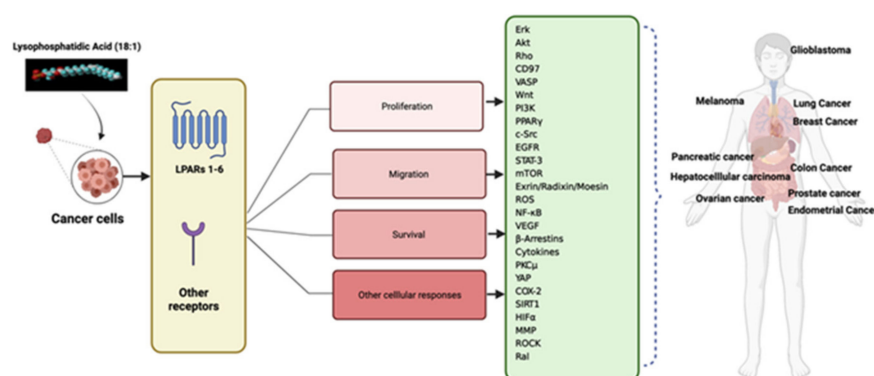 Lysophosphatidic Acid (18:1)
Cancer cells
LPARs 1-6
Other
receptors
Proliferation
Migration
Survival
Other celllular responses
Erk
Akt
Rho
CD97
VASP
Wnt
PI3K
PPARγ
c-Src
EGFR
STAT-3
mTOR
Exrin/Radixin/Moesin
ROS
NF-κB
VEGF
β-Arrestins
Cytokines
PKCμ
YAP
COX-2
SIRT1
HIFα
MMP
ROCK
Ral
Glioblastoma
Melanoma
Lung Cancer
Breast Cancer
Pancreatic cancer
Colon Cancer
Hepatocelllular carcinoma
Prostate cancer
Ovarian cancer
Endometrial Cancer